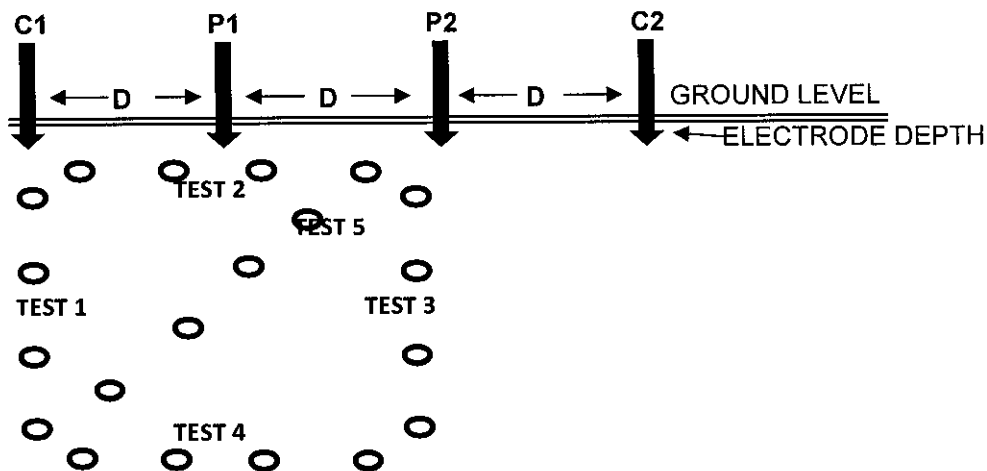 C1 P1 P2 C2
D D D
GROUND LEVEL
ELECTRODE DEPTH
TEST 2
TEST 5
TEST 1 TEST 3
TEST 4